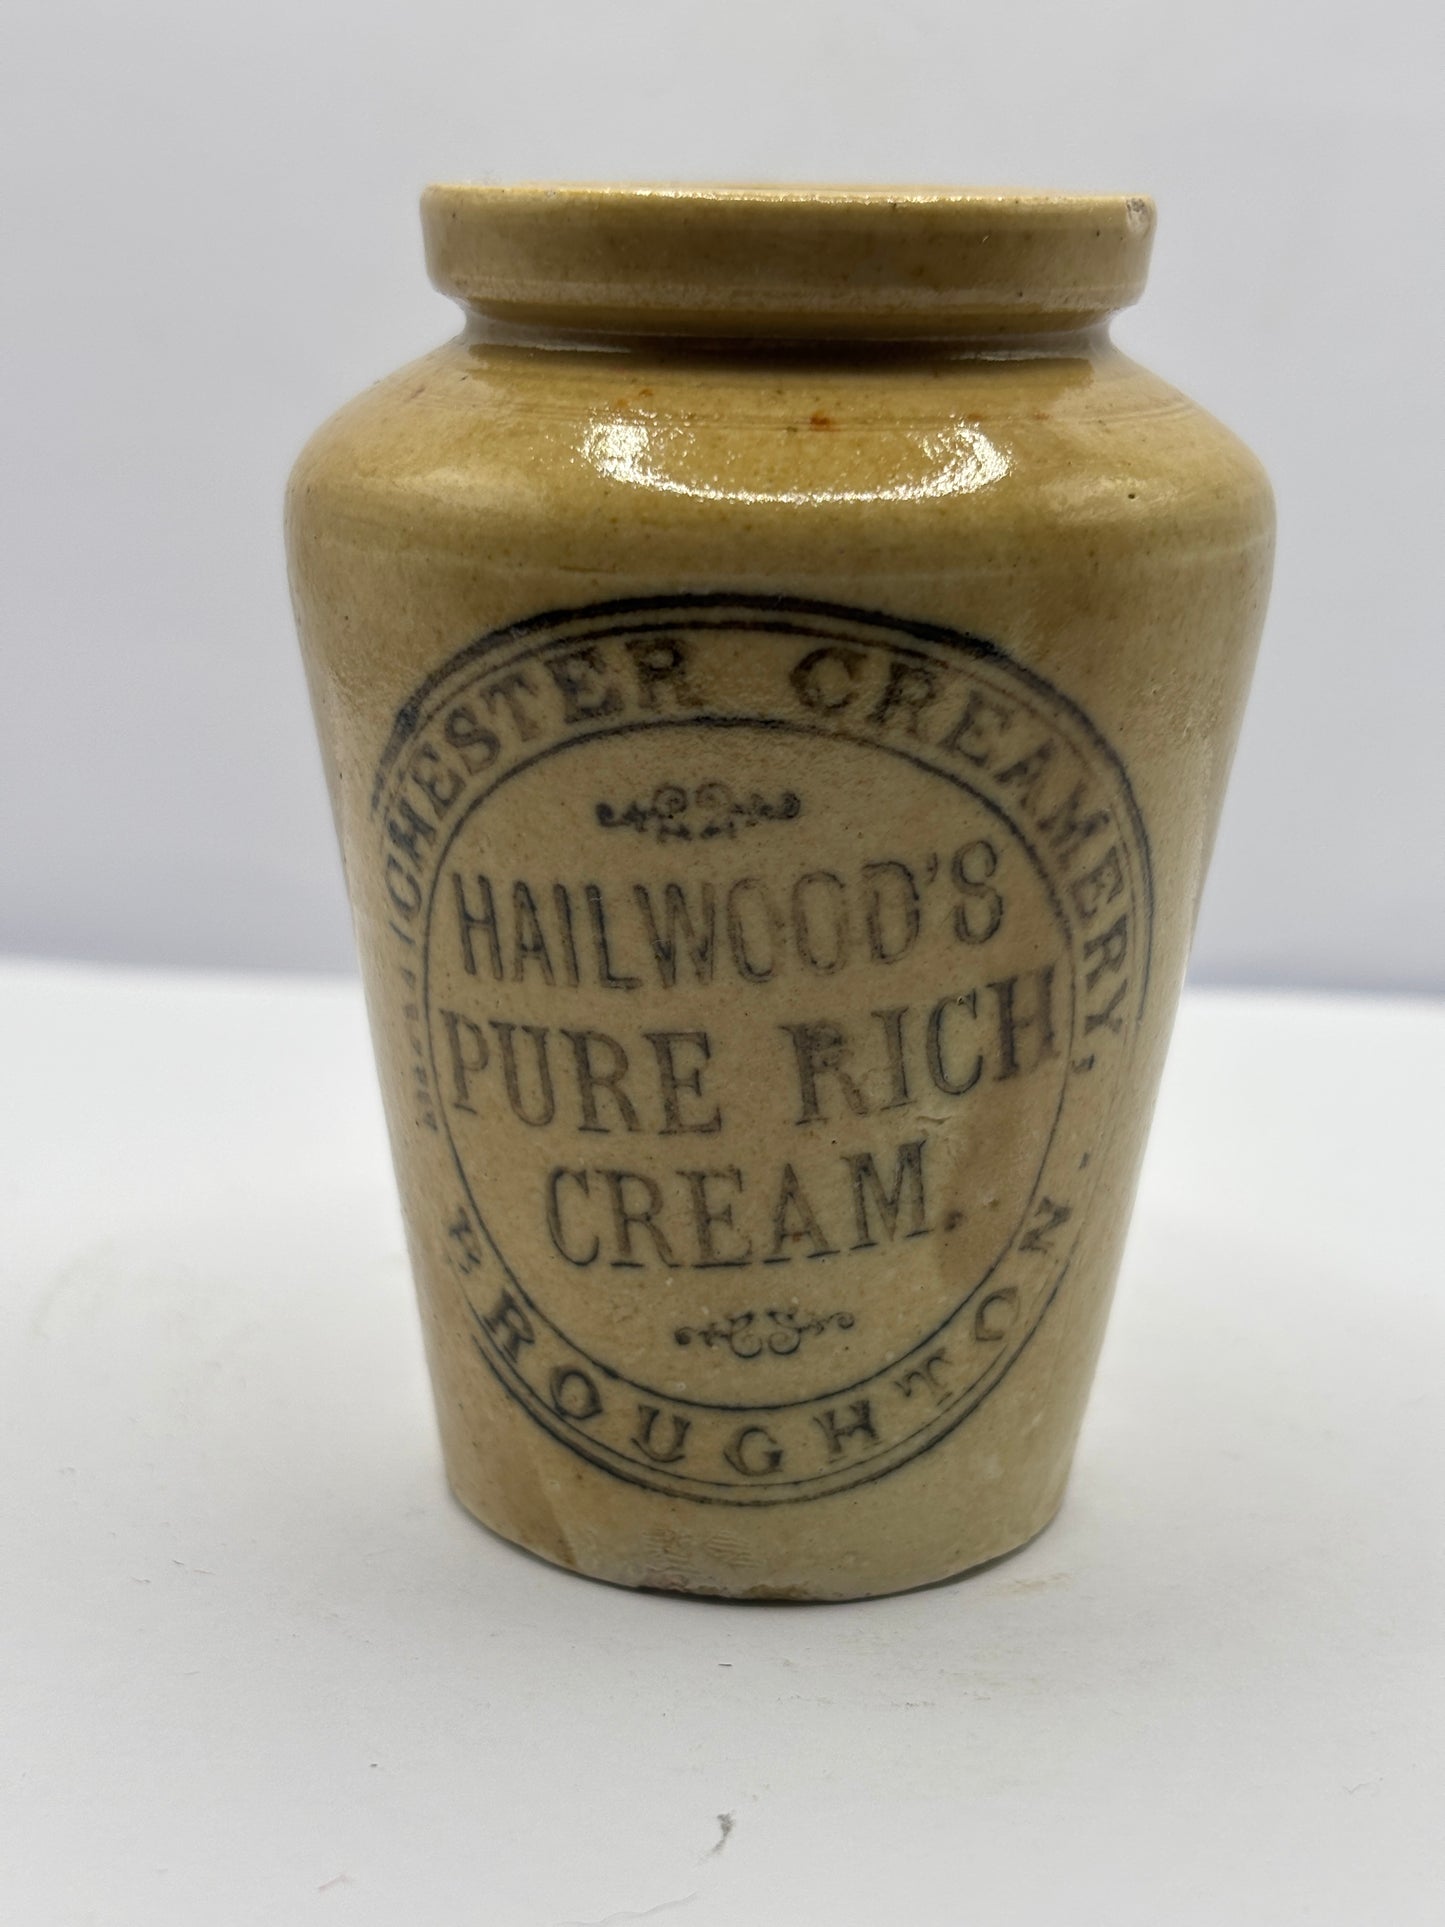 CHESTER CREAMERY,
HAILWOOD'S
PURE RICH
CREAM.
BROUGHTON